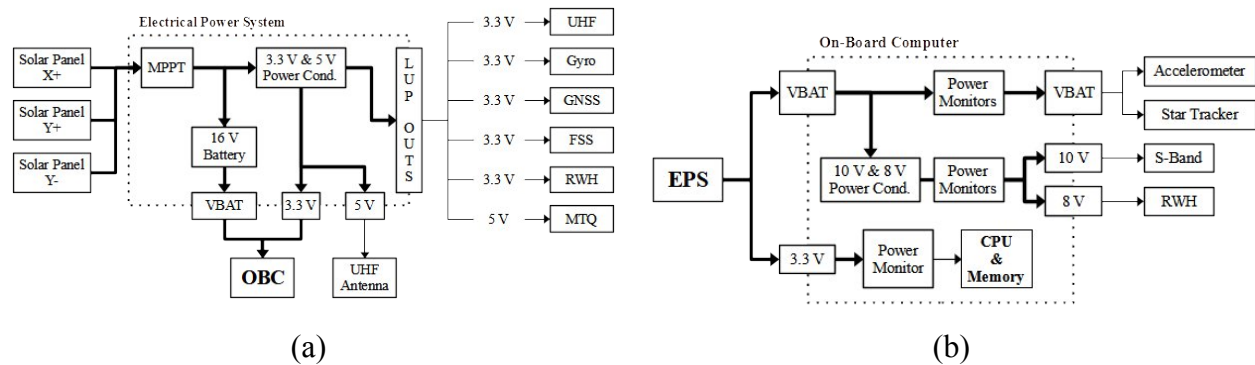 Electrical Power System
Solar Panel
X+
Solar Panel
Y+
Solar Panel
Y-
MPPT
3.3 V & 5 V
Power Cond.
16 V
Battery
VBAT
3.3 V
5 V
OBC
UHF
Antenna
L
U
P
O
U
T
S
3.3 V
UHF
3.3 V
Gyro
3.3 V
GNSS
3.3 V
FSS
3.3 V
RWH
5 V
MTQ
(a)
On-Board Computer
EPS
VBAT
Power
Monitors
VBAT
Accelerometer
Star Tracker
10 V & 8 V
Power Cond.
Power
Monitors
10 V
S-Band
8 V
RWH
3.3 V
Power
Monitor
CPU
&
Memory
(b)